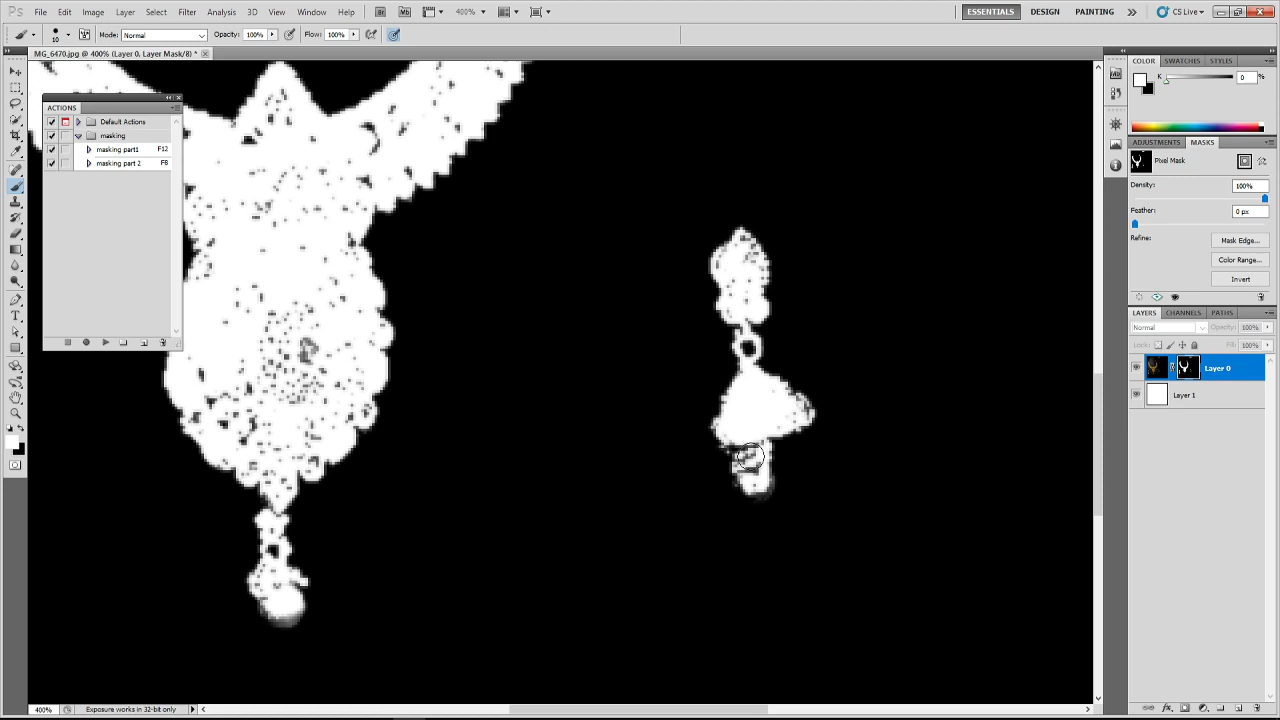 Ps File Edit Image Layer Select Filter Analysis 3D View Window Help Br Mb 400% ESSENTIALS DESIGN PAINTING CS Live
10 Mode: Normal Opacity: 100% Flow: 100%
MG_6470.jpg @ 400% (Layer 0, Layer Mask/8) *
ACTIONS
Default Actions
masking
masking part1 F12
masking part 2 F8
COLOR SWATCHES STYLES
K 0 %
ADJUSTMENTS MASKS
Pixel Mask
Density: 100%
Feather: 0 px
Refine: Mask Edge...
Color Range...
Invert
LAYERS CHANNELS PATHS
Normal Opacity: 100%
Lock: Fill: 100%
Layer 0
Layer 1
400% Exposure works in 32-bit only